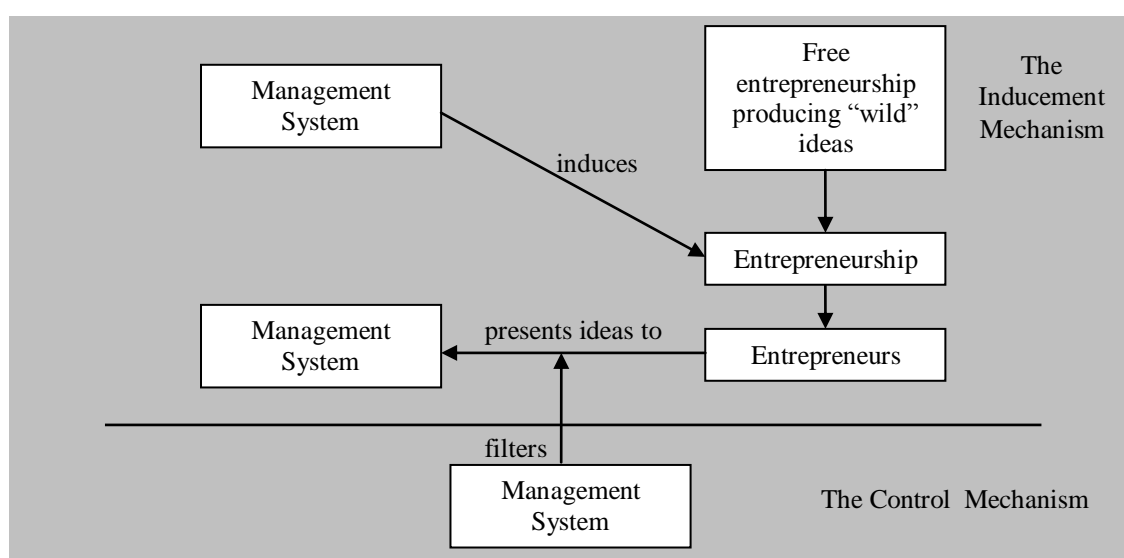 Management
System
Free
entrepreneurship
producing “wild”
ideas
The
Inducement
Mechanism
induces
Entrepreneurship
Management
System
presents ideas to
Entrepreneurs
filters
Management
System
The Control Mechanism